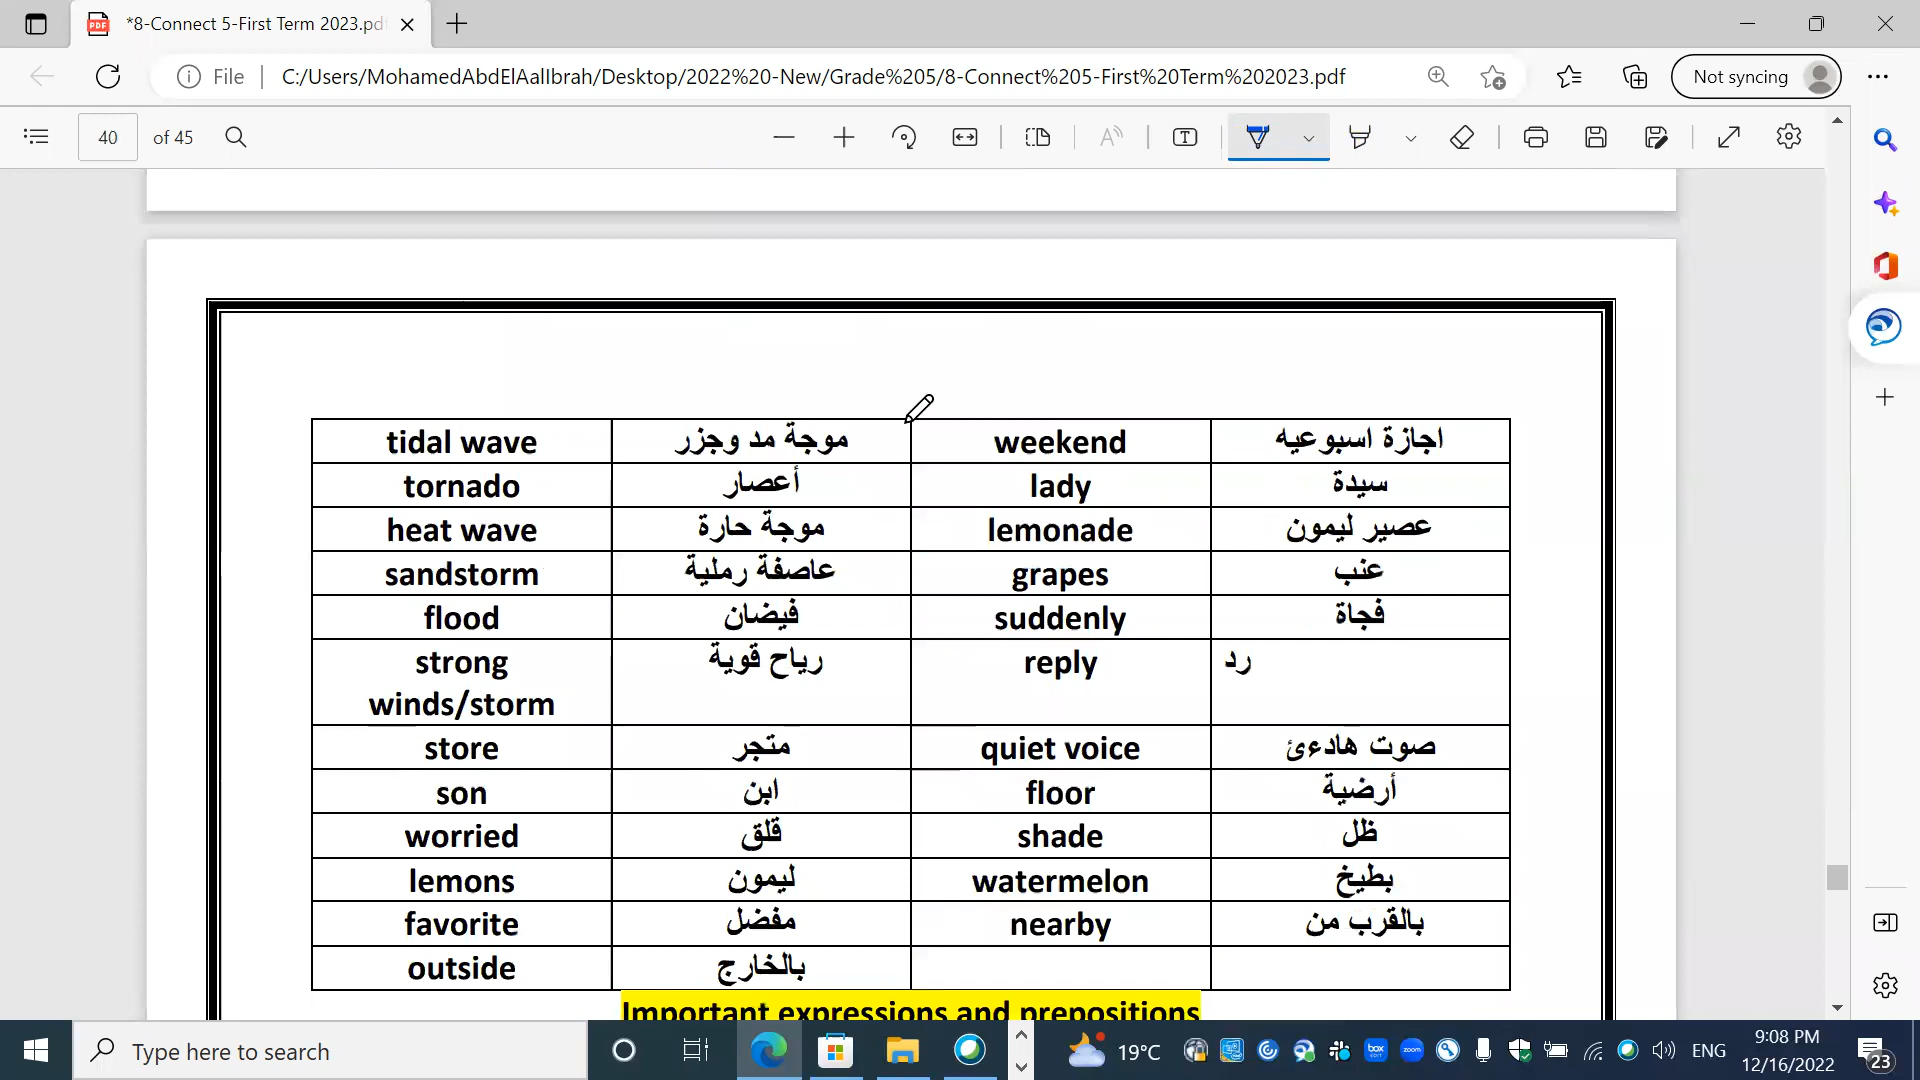 *8-Connect 5-First Term 2023.pdf
File
C:/Users/MohamedAbdElAalIbrah/Desktop/2022%20-New/Grade%205/8-Connect%205-First%20Term%202023.pdf
Not syncing
40 of 45
tidal wave موجة مد وجزر weekend اجازة اسبوعيه
tornado أعصار lady سيدة
heat wave موجة حارة lemonade عصير ليمون
sandstorm عاصفة رملية grapes عنب
flood فيضان suddenly فجاة
strong رياح قوية reply رد
winds/storm
store متجر quiet voice صوت هادءئ
son ابن floor أرضية
worried قلق shade ظل
lemons ليمون watermelon بطيخ
favorite مفضل nearby بالقرب من
outside بالخارج
Important expressions and prepositions
Type here to search
19°C
ENG
9:08 PM
12/16/2022
23